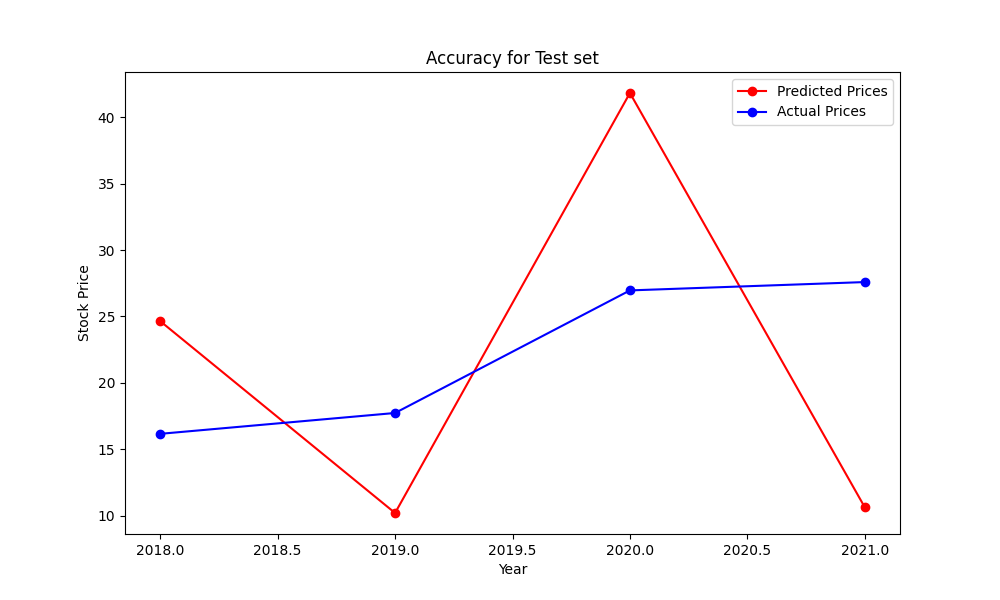 Accuracy for Test set
Predicted Prices
Actual Prices
40
35
30
25
20
15
10
Stock Price
2018.0 2018.5 2019.0 2019.5 2020.0 2020.5 2021.0
Year